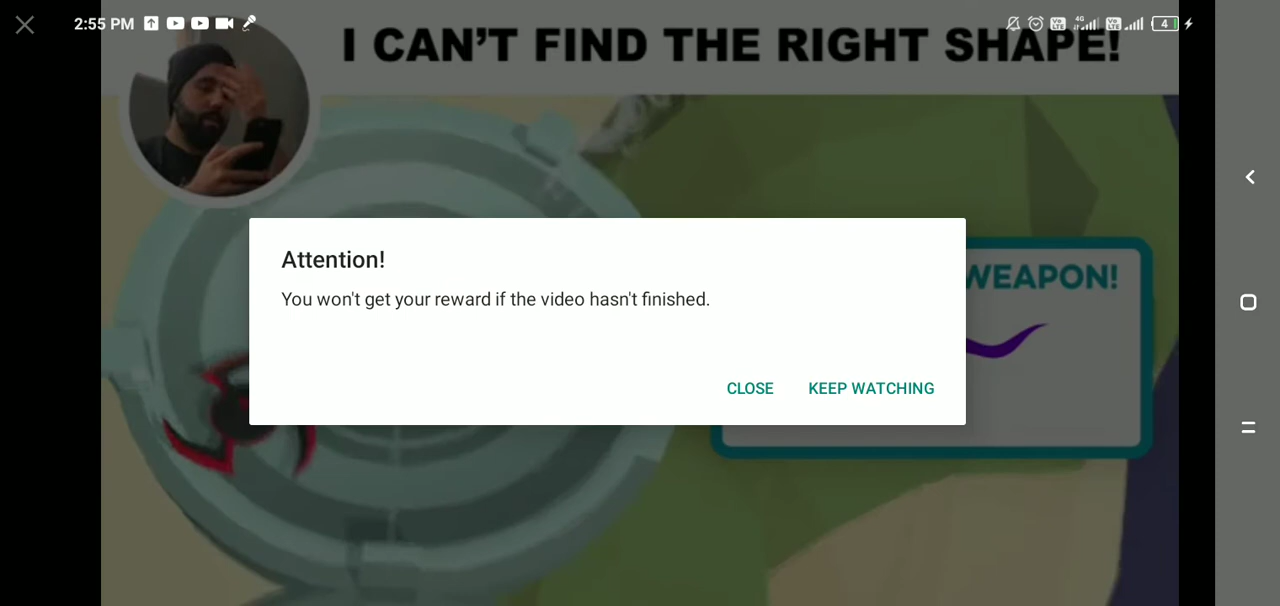 2:55 PM
4G
4
I CAN'T FIND THE RIGHT SHAPE!
WEAPON!
Attention!
You won't get your reward if the video hasn't finished.
CLOSE KEEP WATCHING